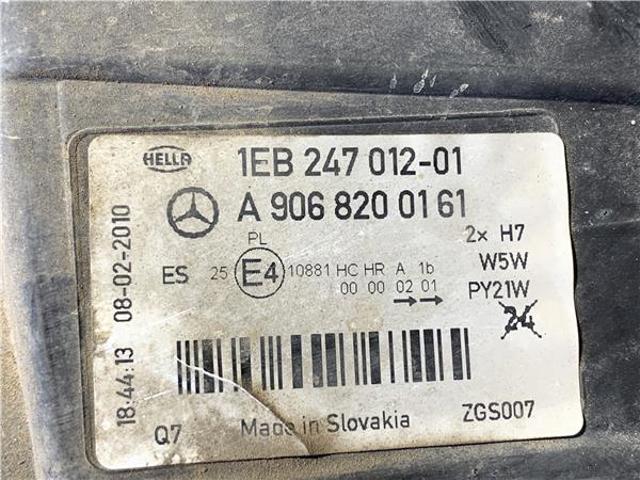 HELLA 1EB 247 012-01
A 906 820 01 61
PL 2x H7
ES 25 E4 10881 HC HR A 1b W5W
00 00 02 01 PY21W
24
Q7 Made in Slovakia ZGS007
18:44:13 08-02-2010